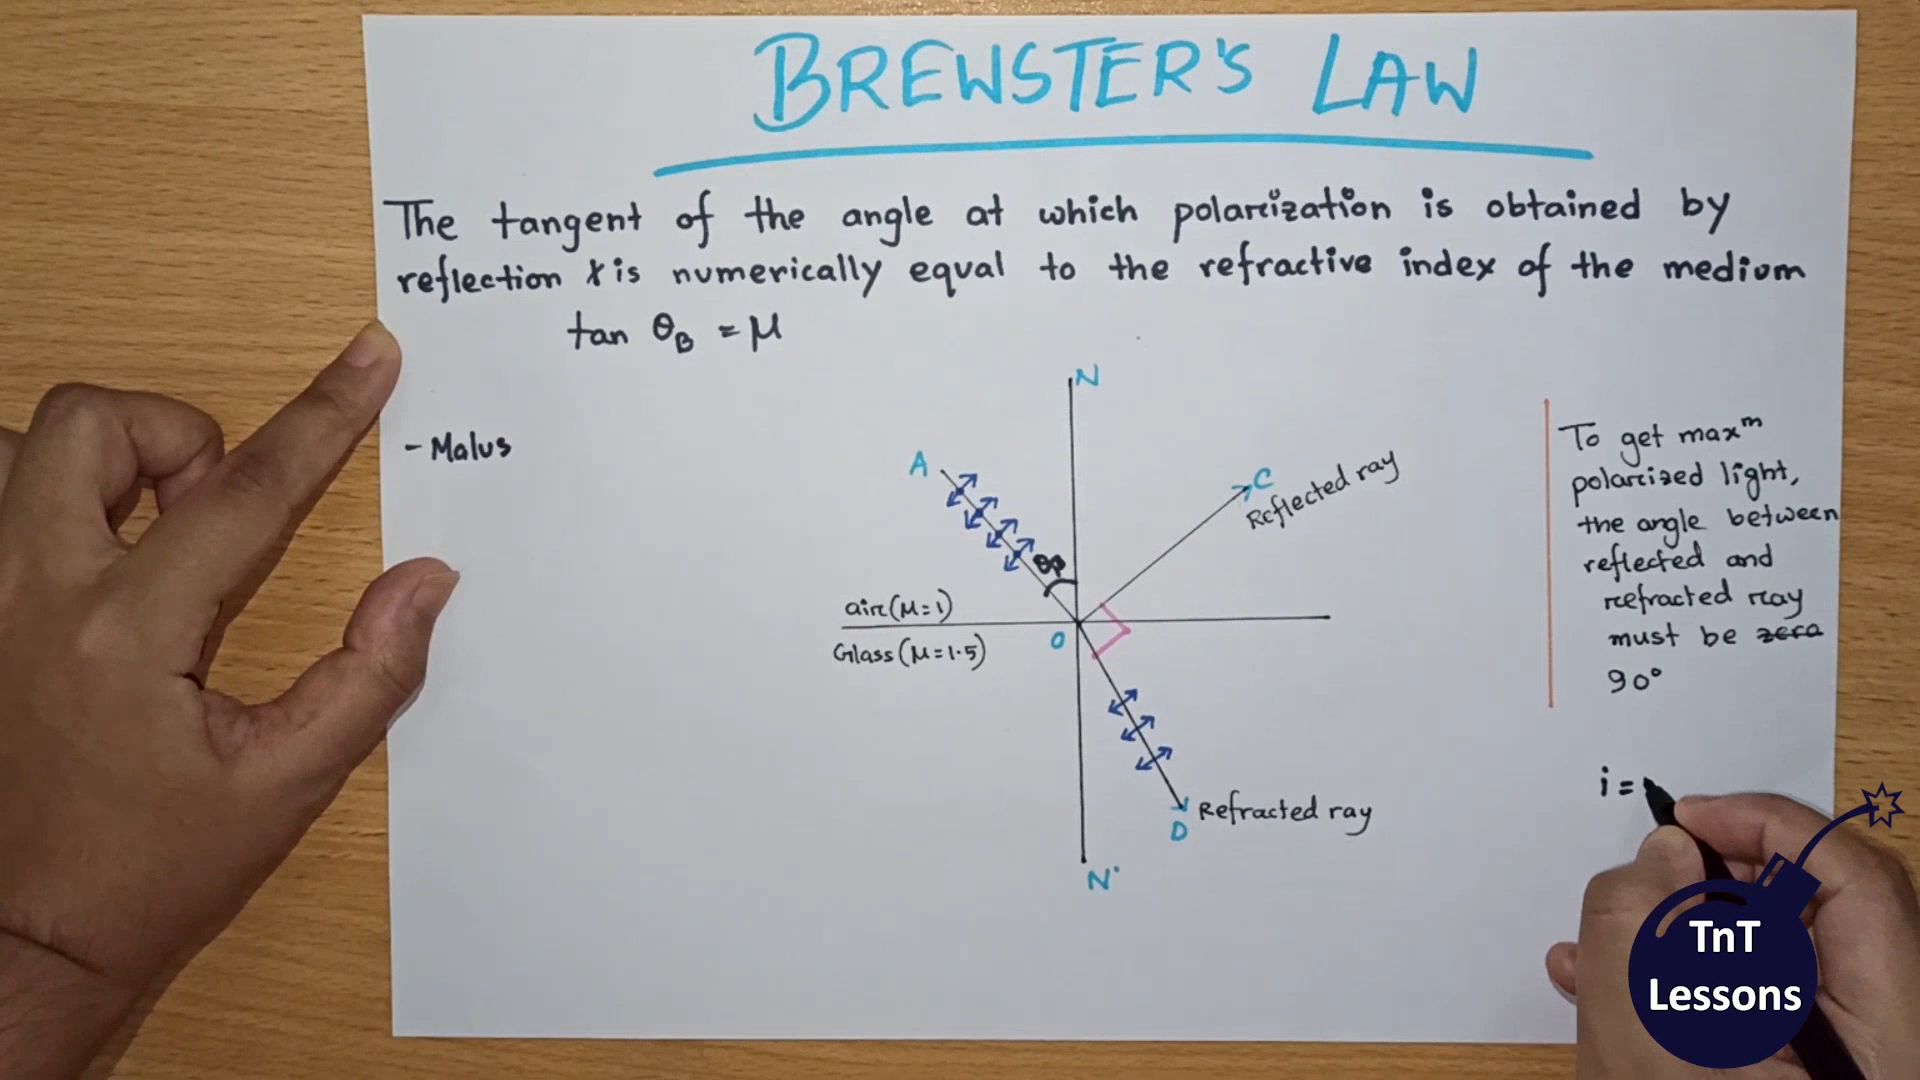 BREWSTER'S LAW
The tangent of the angle at which polarization is obtained by
reflection is numerically equal to the refractive index of the medium
tan θB = μ
- Malus
N
A
C
Reflected ray
θP
air (μ=1)
O
Glass (μ=1.5)
Refracted ray
D
N'
To get maxᵐ
polarized light,
the angle between
reflected and
refracted ray
must be zero
90°
i =
TnT
Lessons